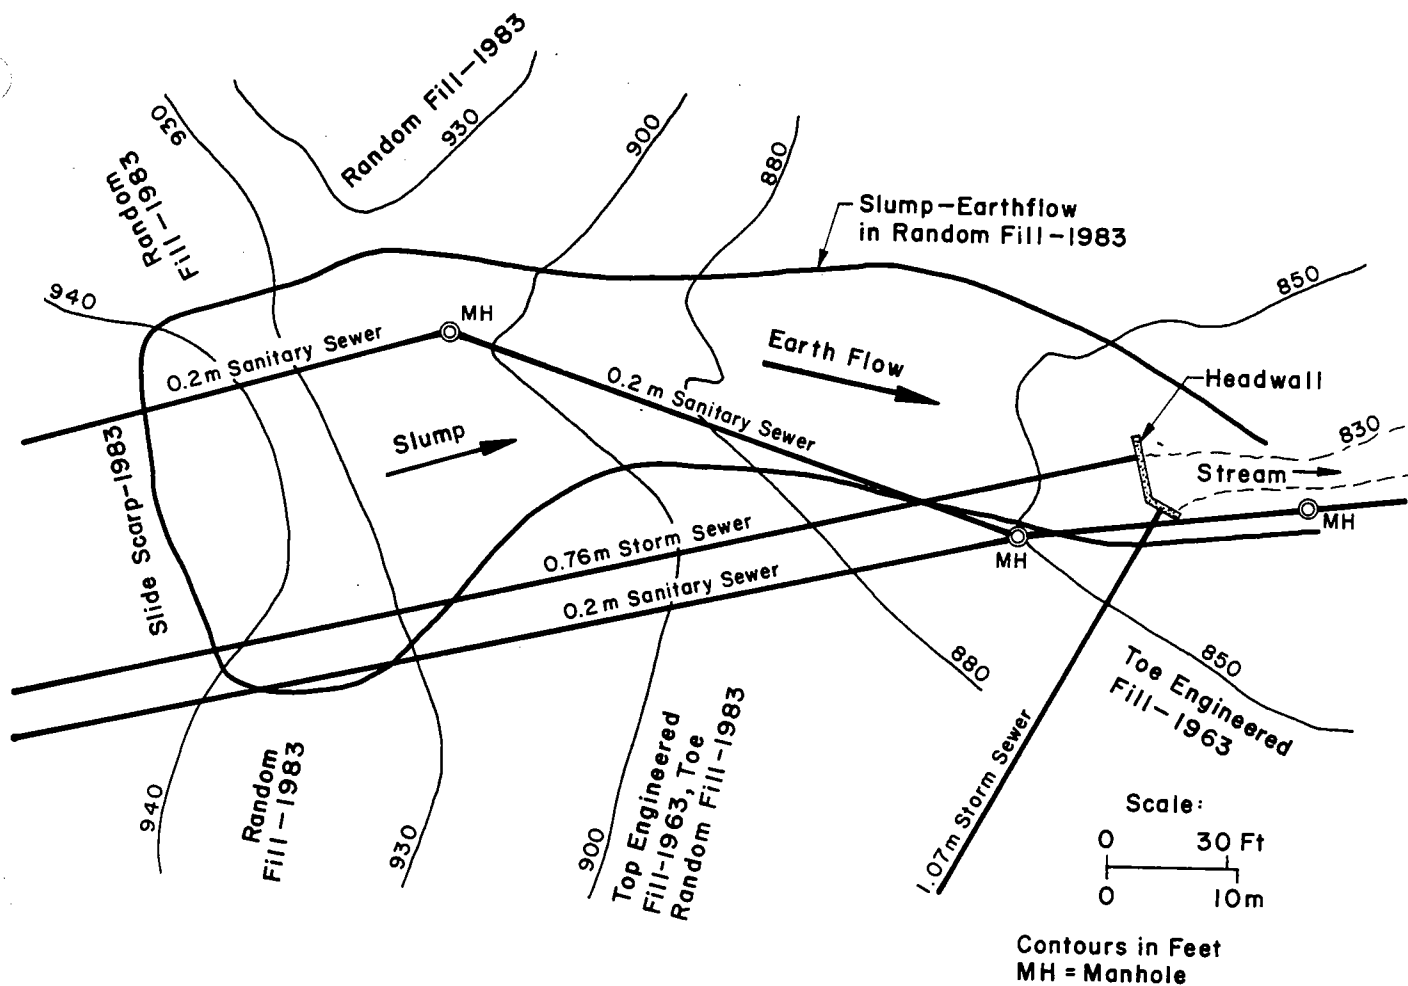 Random Fill-1983
930
930
900
880
Random
Fill-1983
Slump-Earthflow
in Random Fill-1983
940
850
MH
0.2m Sanitary Sewer
Earth Flow
0.2 m Sanitary Sewer
Headwall
830
Slump
Stream
Slide Scarp-1983
MH
0.76m Storm Sewer
MH
0.2m Sanitary Sewer
880
850
Toe Engineered
Fill-1963
940
Random
Fill-1983
930
900
Top Engineered
Fill-1963, Toe
Random Fill-1983
1.07m Storm Sewer
Scale:
0 30 Ft
0 10m
Contours in Feet
MH = Manhole